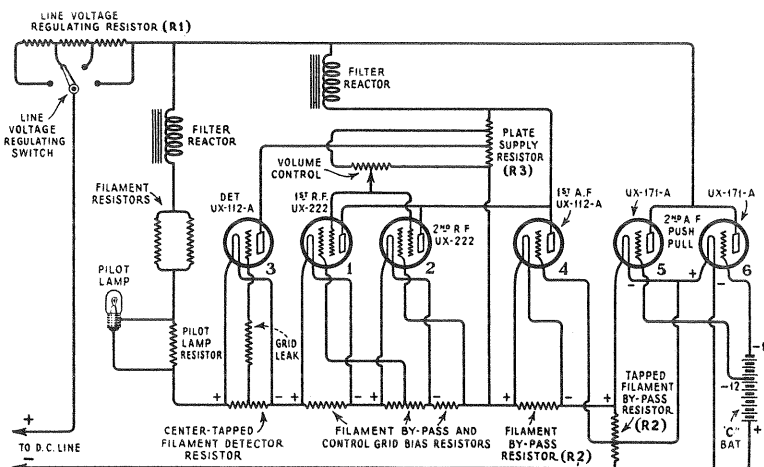 LINE VOLTAGE
REGULATING RESISTOR (R1)
LINE
VOLTAGE
REGULATING
SWITCH
FILTER
REACTOR
FILTER
REACTOR
PLATE
SUPPLY
RESISTOR
(R3)
VOLUME
CONTROL
FILAMENT
RESISTORS
DET
UX-112-A
1ST R.F.
UX-222
2ND R F
UX-222
1ST A.F
UX-112-A
UX-171-A
2ND A F
PUSH
PULL
UX-171-A
3
1
2
4
5
6
- + -
PILOT
LAMP
PILOT
LAMP
RESISTOR
GRID
LEAK
+ - + - + - + - +
CENTER-TAPPED
FILAMENT DETECTOR
RESISTOR
FILAMENT BY-PASS AND
CONTROL GRID BIAS RESISTORS (R2)
FILAMENT
BY-PASS
RESISTOR (R2)
TAPPED
FILAMENT
BY-PASS
RESISTOR
(R2)
-12
"C"
BAT
+
+
TO D.C. LINE
-